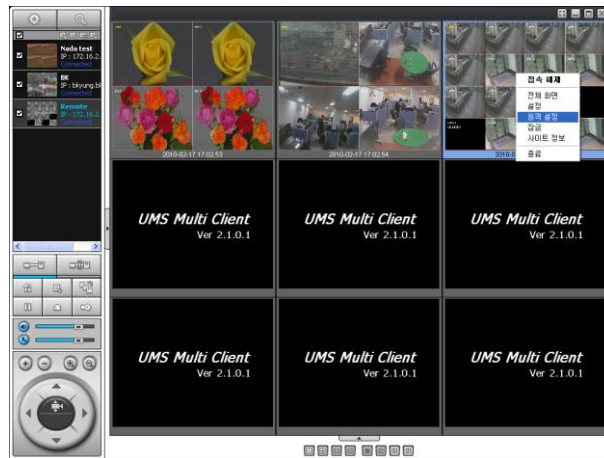 Nada test
IP : 172.16.2.
Connected
BK
IP : bkyung.bl
Connected
Remote
IP : 172.16.2.
Connected
2010-02-17 17:02:53
2010-02-17 17:02:54
접속 해제
전체 화면
설정
원격 설정
잠금
사이트 정보
종료
UMS Multi Client
Ver 2.1.0.1
UMS Multi Client
Ver 2.1.0.1
UMS Multi Client
Ver 2.1.0.1
UMS Multi Client
Ver 2.1.0.1
UMS Multi Client
Ver 2.1.0.1
UMS Multi Client
Ver 2.1.0.1